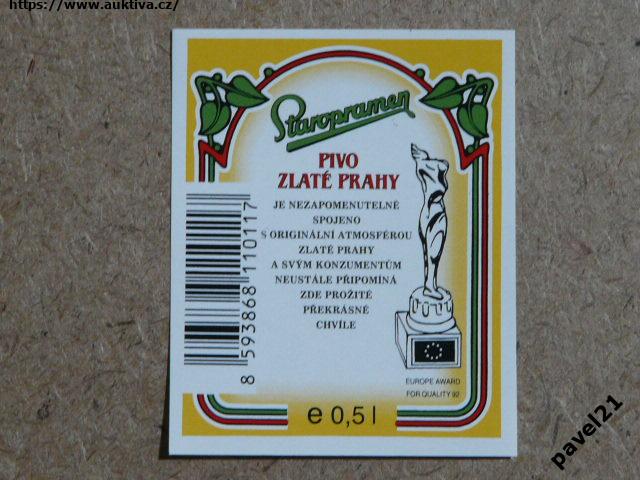 https://www.auktiva.cz/
Staropramen
PIVO
ZLATÉ PRAHY
JE NEZAPOMENUTELNĚ
SPOJENO
S ORIGINÁLNÍ ATMOSFÉROU
ZLATÉ PRAHY
A SVÝM KONZUMENTŮM
NEUSTÁLE PŘIPOMÍNÁ
ZDE PROŽITÉ
PŘEKRÁSNÉ
CHVÍLE
8 593868 110117
EUROPE AWARD
FOR QUALITY 92
e 0,5 l
pavel21